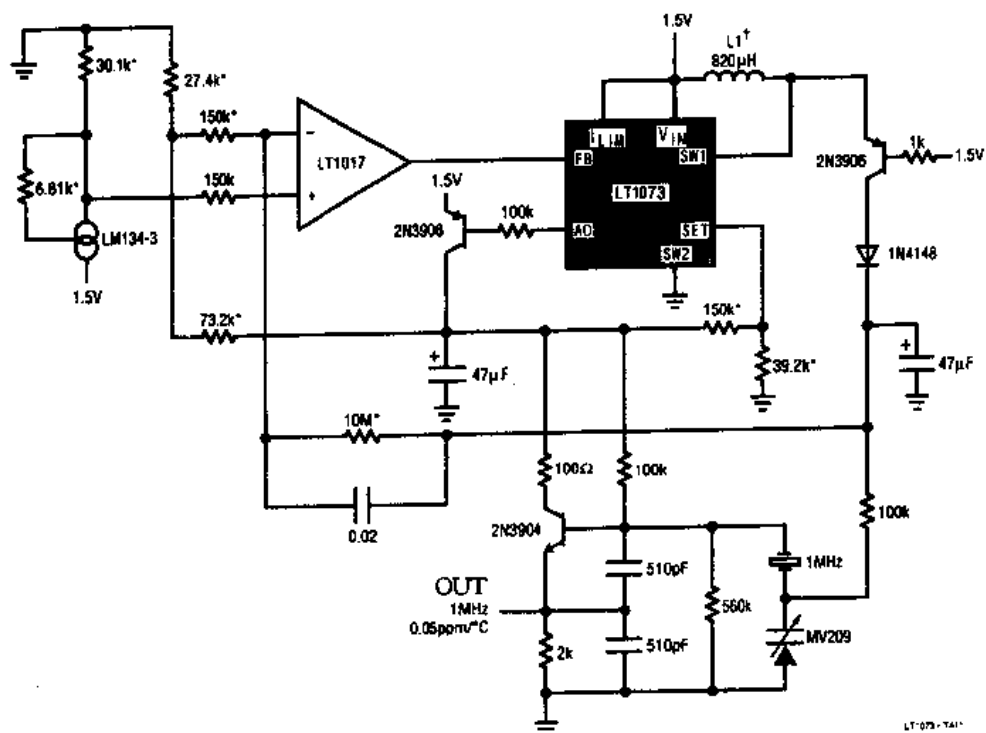 1.5V
L1†
820µH
30.1k*
27.4k*
150k*
150k
6.81k*
LM134-3
1.5V
−
+
LT1017
ILIM
VIN
FB
SW1
LT1073
AO
SET
SW2
1.5V
2N3906
100k
2N3906
1k
1.5V
1N4148
73.2k*
150k*
39.2k*
+
47µF
+
47µF
10M*
0.02
100Ω
100k
2N3904
100k
510pF
1MHz
OUT
1MHz
0.05ppm/°C
560k
MV209
2k
510pF